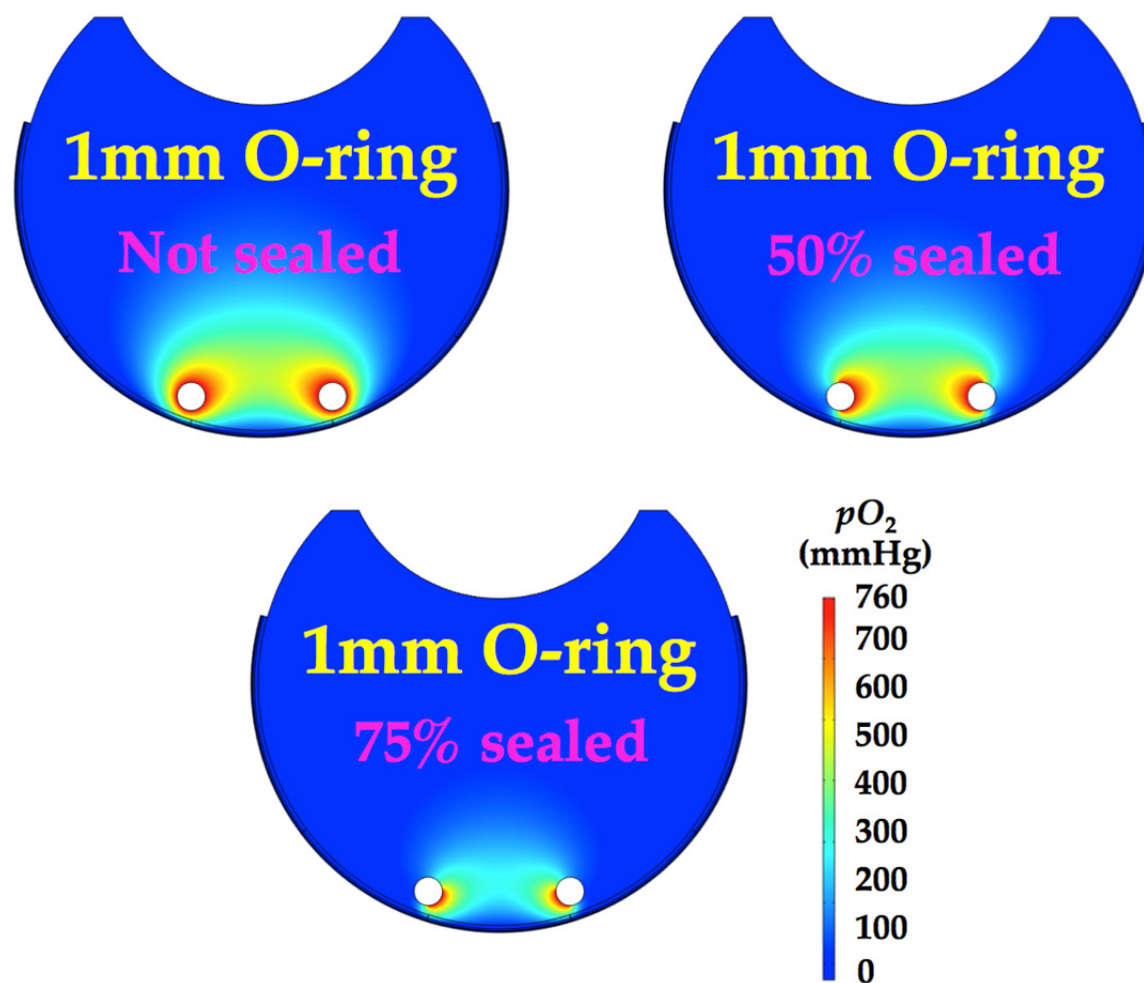 1mm O-ring
Not sealed
1mm O-ring
50% sealed
1mm O-ring
75% sealed
pO₂
(mmHg)
760
700
600
500
400
300
200
100
0